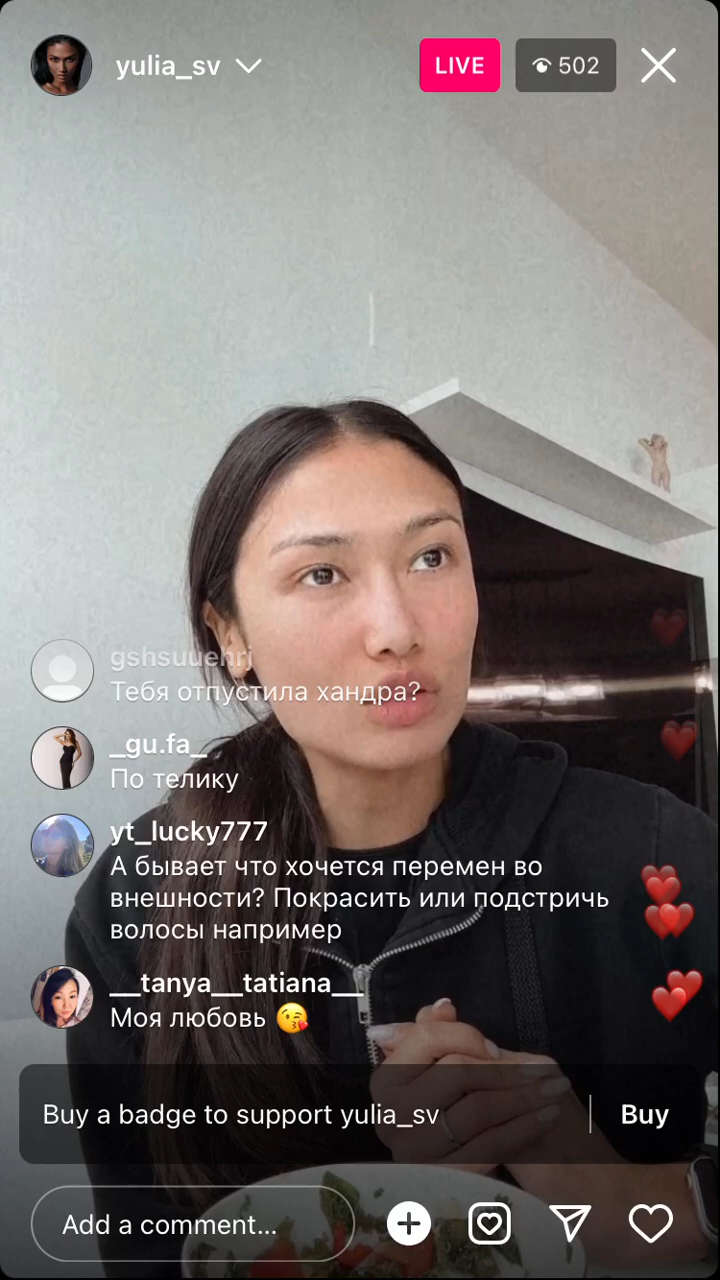 yulia_sv
LIVE
502
gshsuuehrj
Тебя отпустила хандра?
_gu.fa_
По телику
yt_lucky777
А бывает что хочется перемен во
внешности? Покрасить или подстричь
волосы например
__tanya__tatiana__
Моя любовь 😘
Buy a badge to support yulia_sv
Buy
Add a comment...